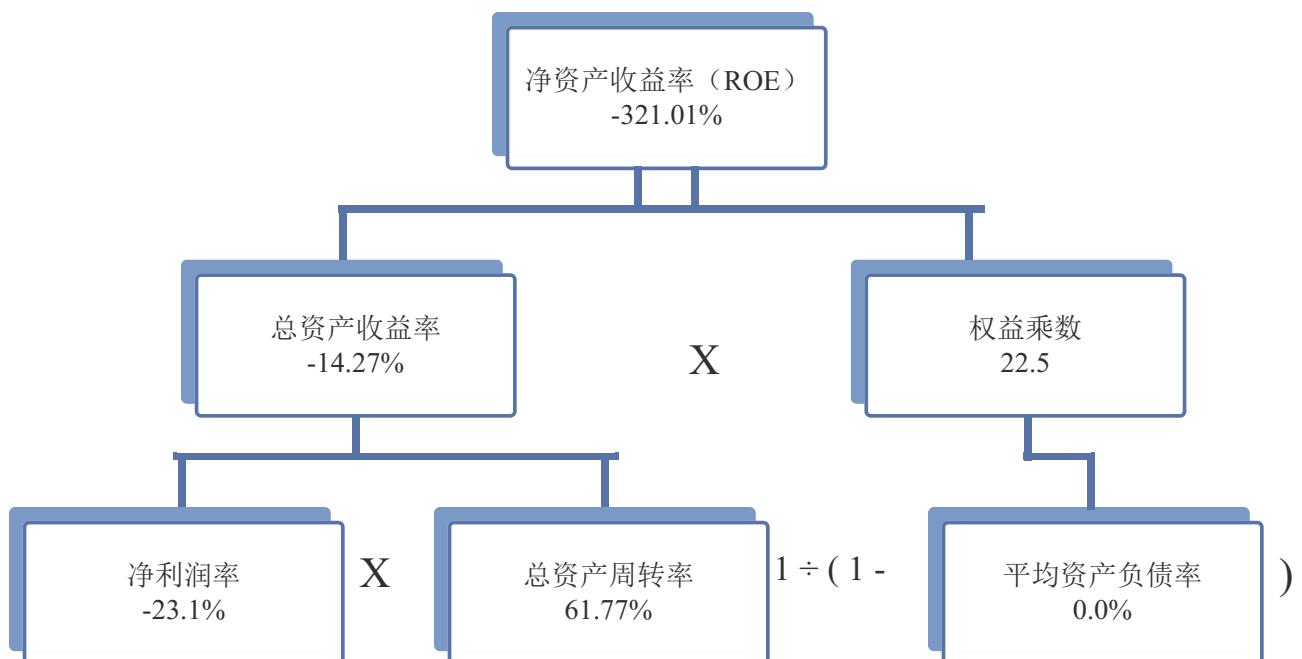 净资产收益率（ROE）
-321.01%
总资产收益率
-14.27%
X
权益乘数
22.5
净利润率
-23.1%
X
总资产周转率
61.77%
1 ÷ ( 1 -
平均资产负债率
0.0%
)